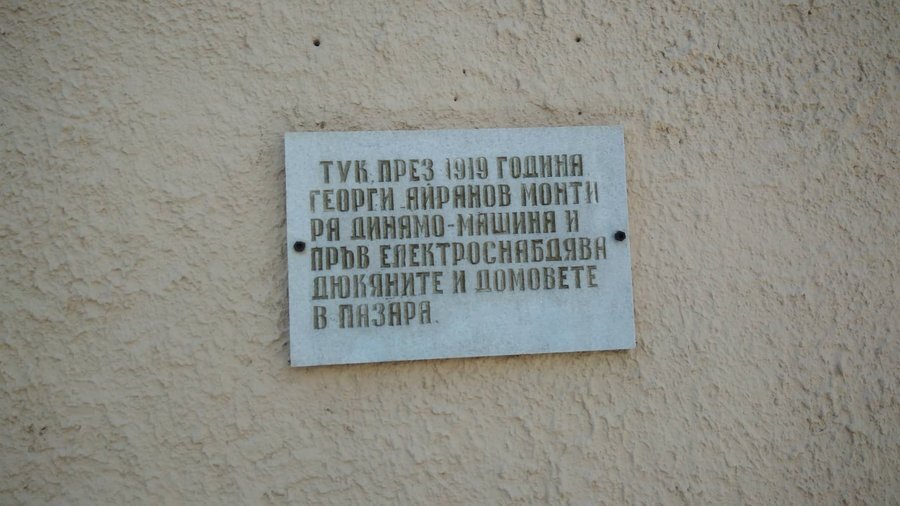 ТУК, ПРЕЗ 1919 ГОДИНА
ГЕОРГИ АЙРАНОВ МОНТИ
РА ДИНАМО-МАШИНА И
ПРЪВ ЕЛЕКТРОСНАБДЯВА
ДЮКЯНИТЕ И ДОМОВЕТЕ
В ПАЗАРА.